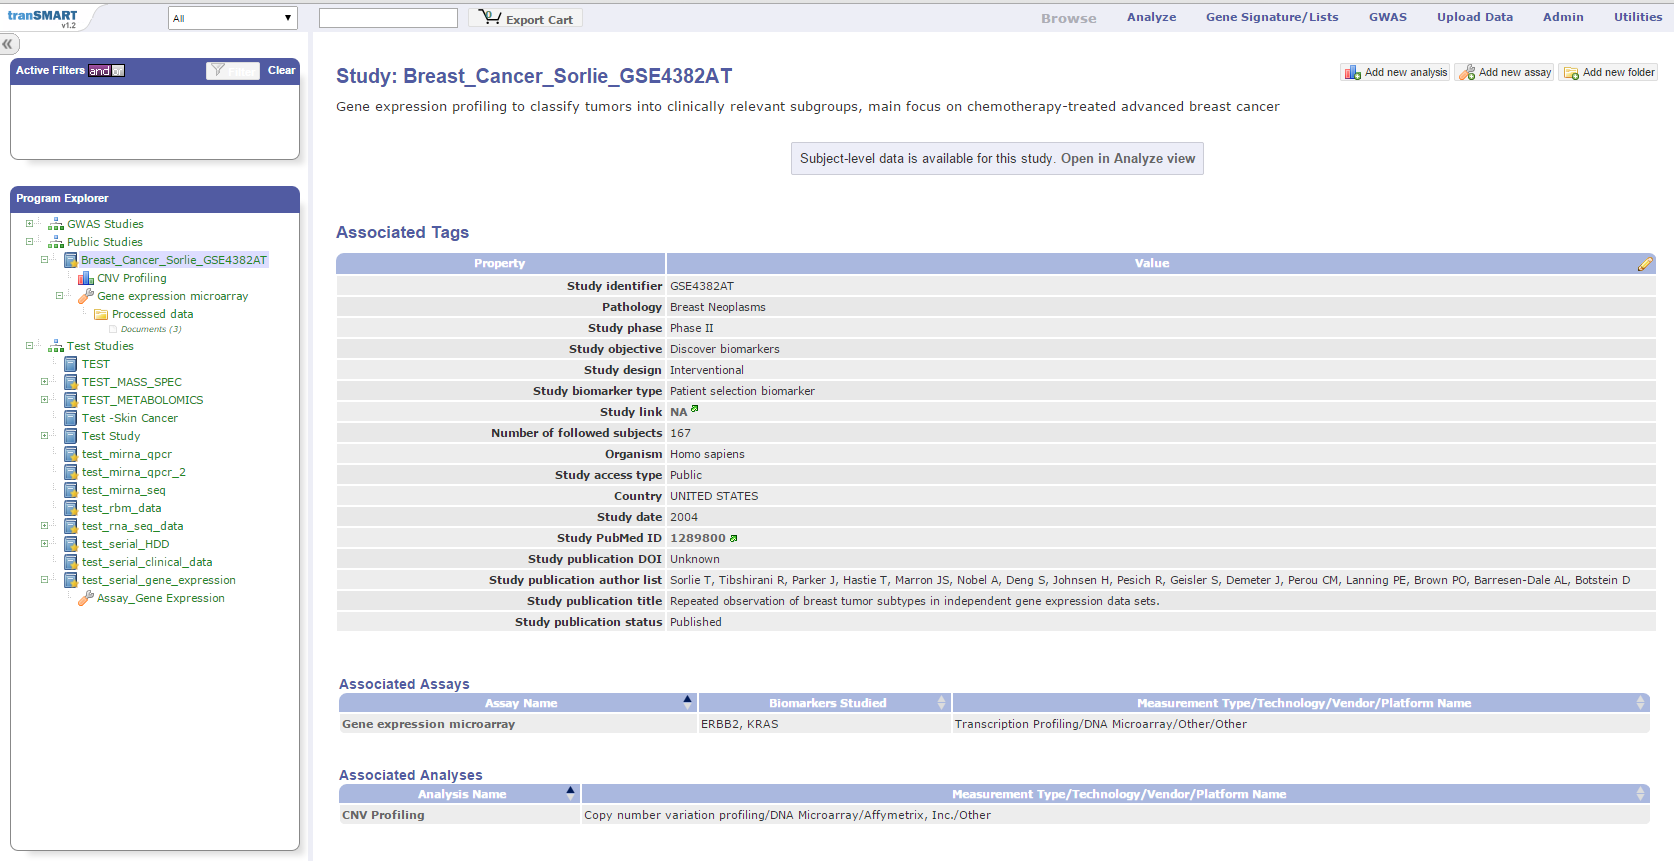 tranSMART
v1.2
All
0
Export Cart
Browse
Analyze
Gene Signature/Lists
GWAS
Upload Data
Admin
Utilities
«
Active Filters and or
Filter
Clear
Program Explorer
GWAS Studies
Public Studies
Breast_Cancer_Sorlie_GSE4382AT
CNV Profiling
Gene expression microarray
Processed data
Documents (3)
Test Studies
TEST
TEST_MASS_SPEC
TEST_METABOLOMICS
Test -Skin Cancer
Test Study
test_mirna_qpcr
test_mirna_qpcr_2
test_mirna_seq
test_rbm_data
test_rna_seq_data
test_serial_HDD
test_serial_clinical_data
test_serial_gene_expression
Assay_Gene Expression
Study: Breast_Cancer_Sorlie_GSE4382AT
Add new analysis
Add new assay
Add new folder
Gene expression profiling to classify tumors into clinically relevant subgroups, main focus on chemotherapy-treated advanced breast cancer
Subject-level data is available for this study. Open in Analyze view
Associated Tags
Property Value
Study identifier GSE4382AT
Pathology Breast Neoplasms
Study phase Phase II
Study objective Discover biomarkers
Study design Interventional
Study biomarker type Patient selection biomarker
Study link NA
Number of followed subjects 167
Organism Homo sapiens
Study access type Public
Country UNITED STATES
Study date 2004
Study PubMed ID 1289800
Study publication DOI Unknown
Study publication author list Sorlie T, Tibshirani R, Parker J, Hastie T, Marron JS, Nobel A, Deng S, Johnsen H, Pesich R, Geisler S, Demeter J, Perou CM, Lanning PE, Brown PO, Barresen-Dale AL, Botstein D
Study publication title Repeated observation of breast tumor subtypes in independent gene expression data sets.
Study publication status Published
Associated Assays
Assay Name Biomarkers Studied Measurement Type/Technology/Vendor/Platform Name
Gene expression microarray ERBB2, KRAS Transcription Profiling/DNA Microarray/Other/Other
Associated Analyses
Analysis Name Measurement Type/Technology/Vendor/Platform Name
CNV Profiling Copy number variation profiling/DNA Microarray/Affymetrix, Inc./Other